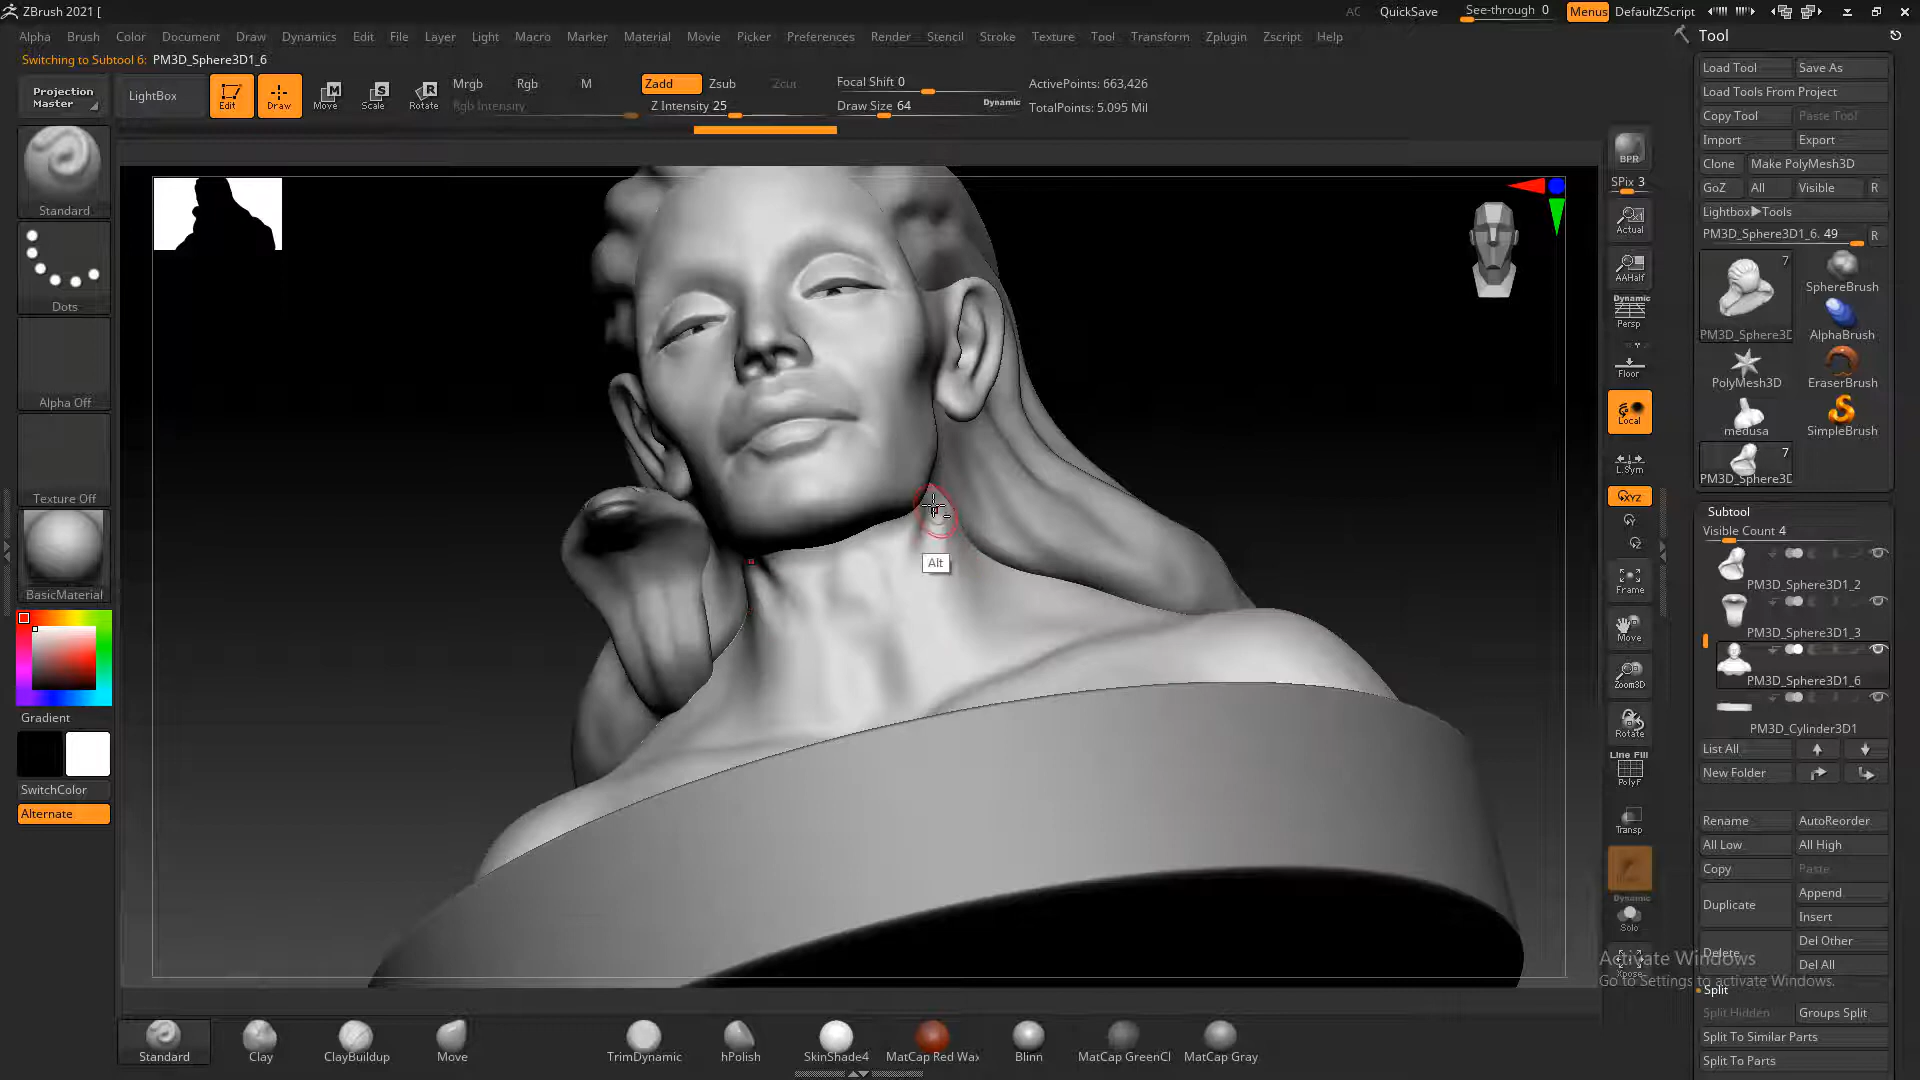 ZBrush 2021 [
AC QuickSave See-through 0 Menus DefaultZScript
Alpha Brush Color Document Draw Dynamics Edit File Layer Light Macro Marker Material Movie Picker Preferences Render Stencil Stroke Texture Tool Transform Zplugin Zscript Help
Switching to Subtool 6: PM3D_Sphere3D1_6
Projection Master
LightBox
Edit
Draw
Move
Scale
Rotate
Mrgb Rgb M
Rgb Intensity
Zadd Zsub Zcut
Z Intensity 25
Focal Shift 0
Draw Size 64
Dynamic
ActivePoints: 663,426
TotalPoints: 5.095 Mil
Standard
Dots
Alpha Off
Texture Off
BasicMaterial
Gradient
SwitchColor
Alternate
Alt
BPR
SPix 3
Actual
AAHalf
Dynamic
Persp
Floor
Local
L.Sym
XYZ
Frame
Move
Zoom3D
Rotate
Line Fill
PolyF
Transp
Dynamic
Solo
Xpose
Tool
Load Tool Save As
Load Tools From Project
Copy Tool Paste Tool
Import Export
Clone Make PolyMesh3D
GoZ All Visible R
Lightbox▶Tools
PM3D_Sphere3D1_6. 49 R
7
PM3D_Sphere3D
SphereBrush
AlphaBrush
PolyMesh3D
EraserBrush
medusa
SimpleBrush
7
PM3D_Sphere3D
Subtool
Visible Count 4
PM3D_Sphere3D1_2
PM3D_Sphere3D1_3
PM3D_Sphere3D1_6
PM3D_Cylinder3D1
List All
New Folder
Rename AutoReorder
All Low All High
Copy Paste
Duplicate Append
Insert
Delete Del Other
Del All
Activate Windows
Go to Settings to activate Windows.
Split
Split Hidden Groups Split
Split To Similar Parts
Split To Parts
Standard Clay ClayBuildup Move TrimDynamic hPolish SkinShade4 MatCap Red Wax Blinn MatCap GreenCl MatCap Gray